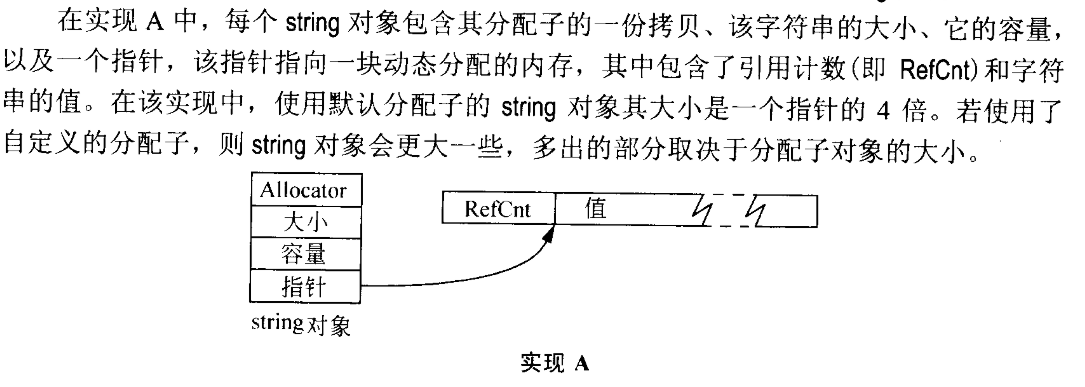 在实现 A 中，每个 string 对象包含其分配子的一份拷贝、该字符串的大小、它的容量，
以及一个指针，该指针指向一块动态分配的内存，其中包含了引用计数(即 RefCnt)和字符
串的值。在该实现中，使用默认分配子的 string 对象其大小是一个指针的 4 倍。若使用了
自定义的分配子，则 string 对象会更大一些，多出的部分取决于分配子对象的大小。
Allocator
大小
容量
指针
string对象
RefCnt 值
实现 A